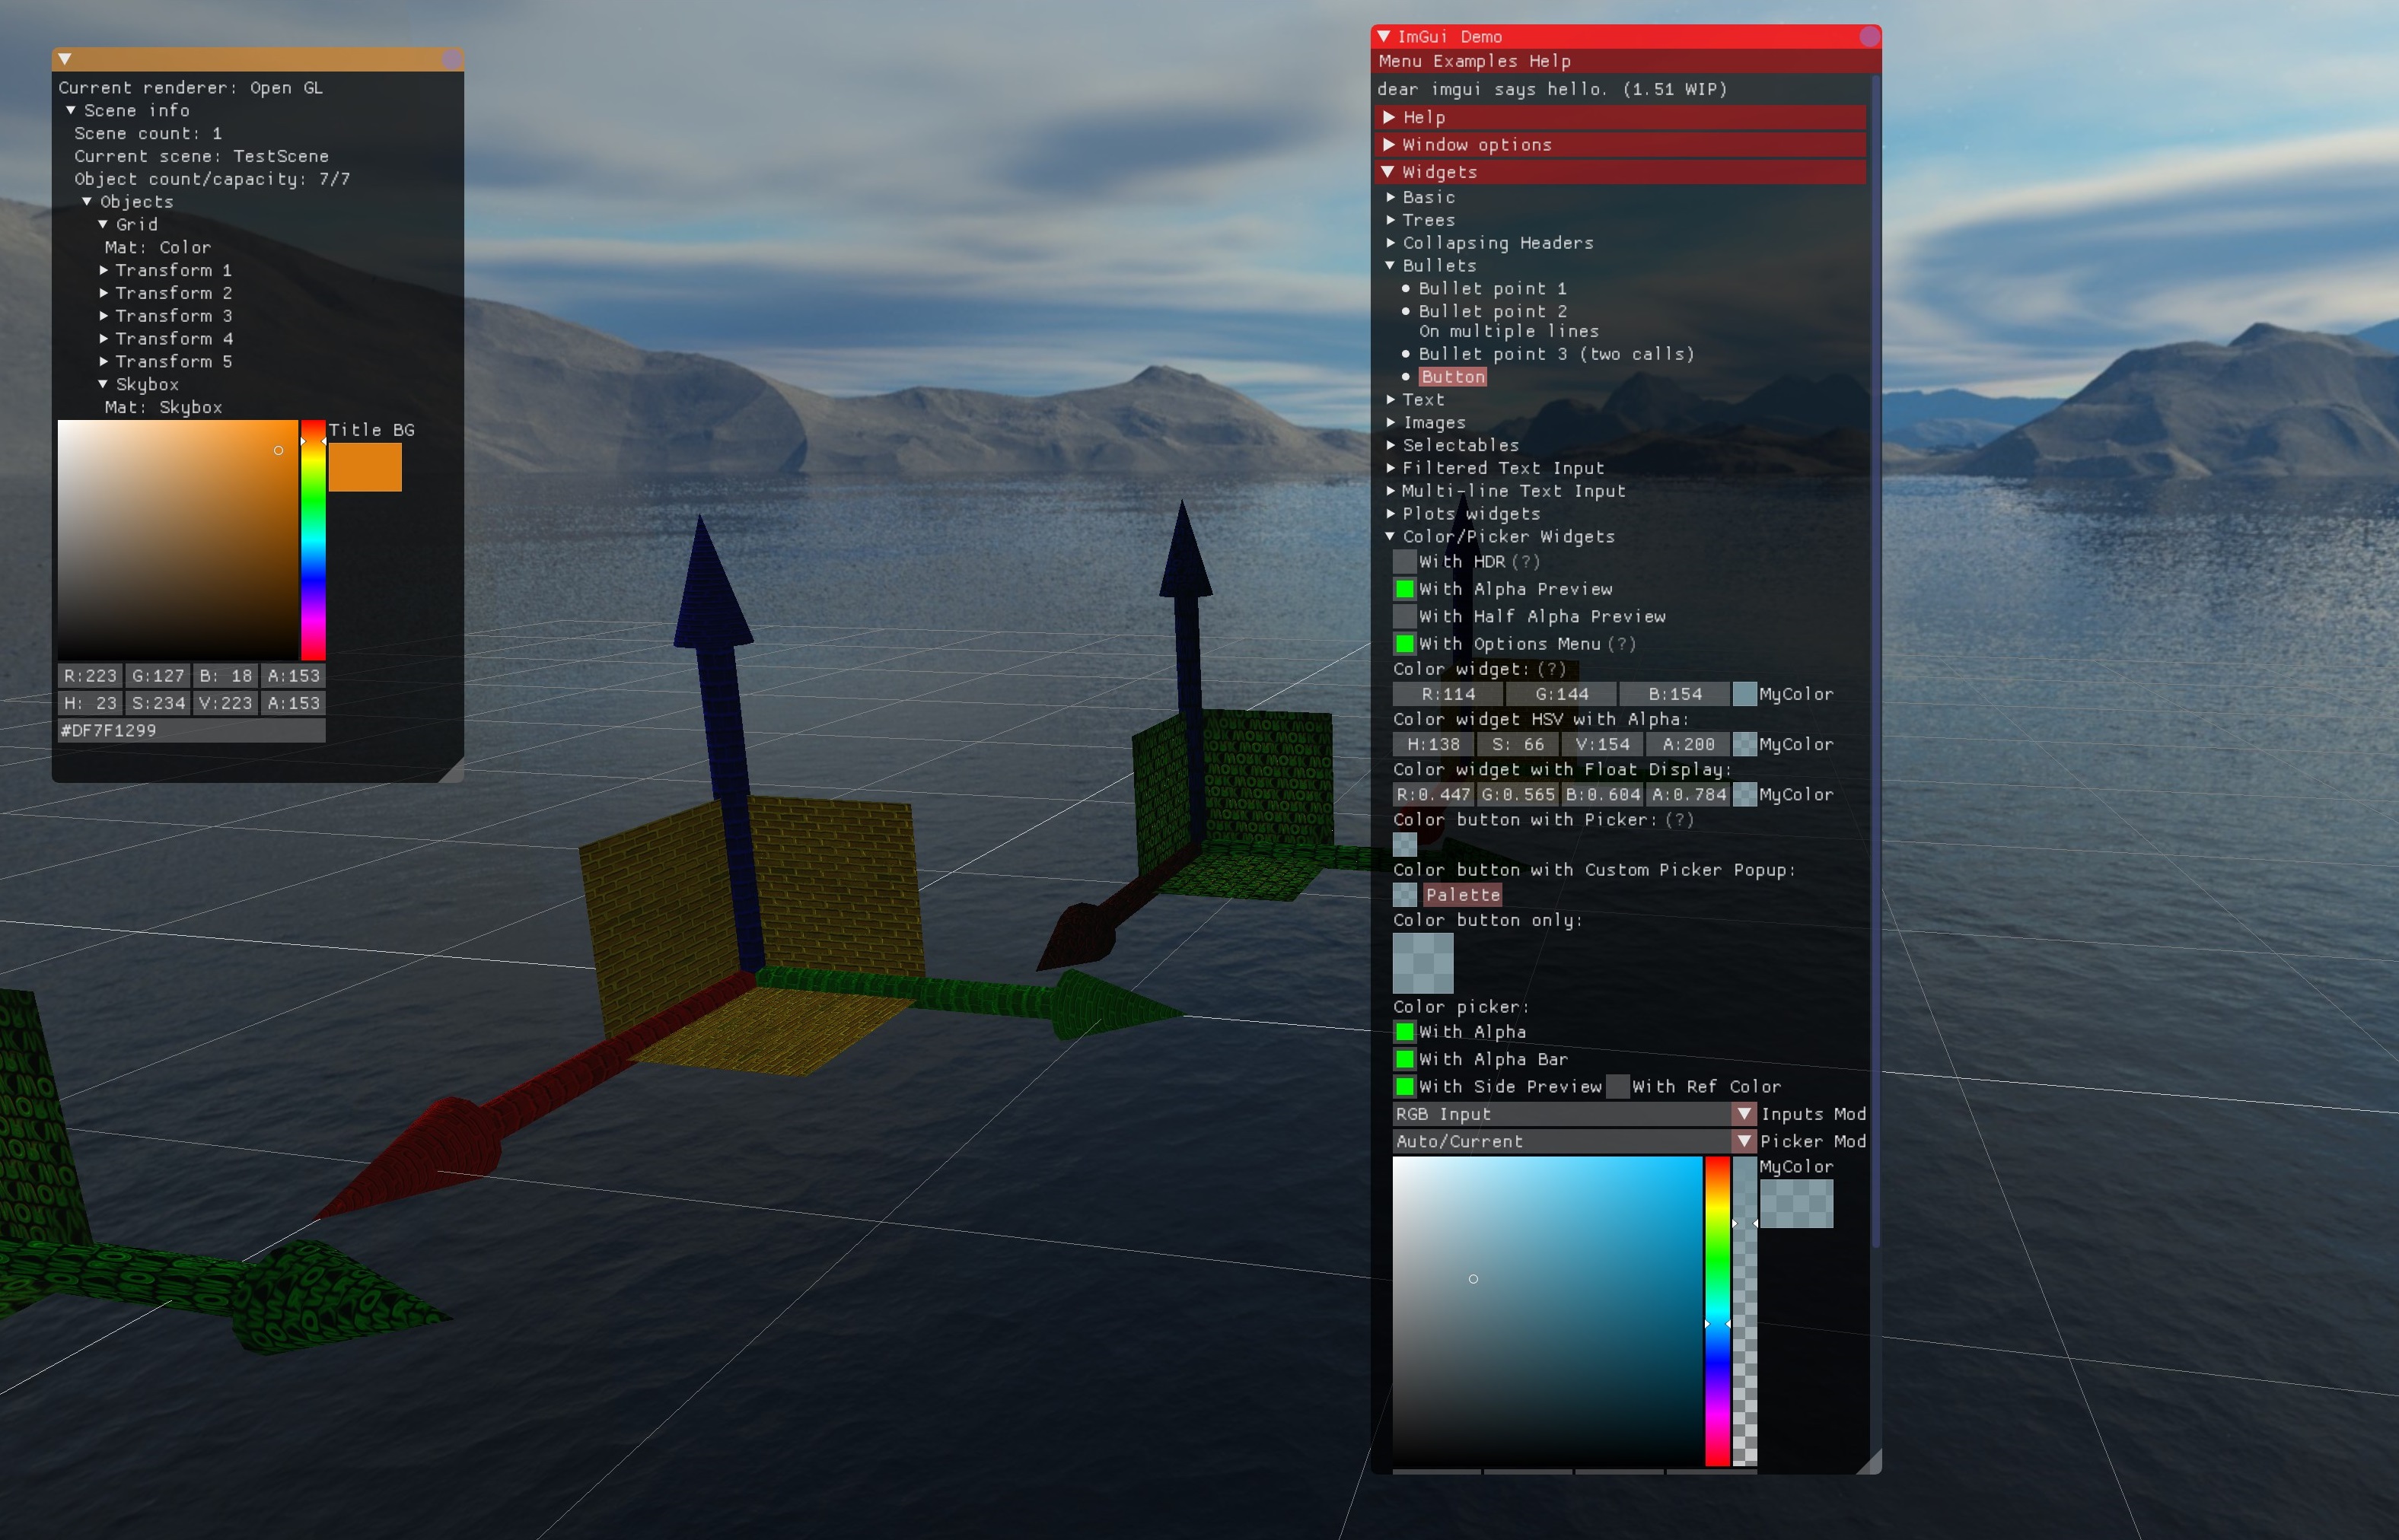 Current renderer: Open GL
Scene info
Scene count: 1
Current scene: TestScene
Object count/capacity: 7/7
Objects
Grid
Mat: Color
Transform 1
Transform 2
Transform 3
Transform 4
Transform 5
Skybox
Mat: Skybox
Title BG
R:223 G:127 B: 18 A:153
H: 23 S:234 V:223 A:153
#DF7F1299
ImGui Demo
Menu Examples Help
dear imgui says hello. (1.51 WIP)
Help
Window options
Widgets
Basic
Trees
Collapsing Headers
Bullets
Bullet point 1
Bullet point 2
On multiple lines
Bullet point 3 (two calls)
Button
Text
Images
Selectables
Filtered Text Input
Multi-line Text Input
Plots widgets
Color/Picker Widgets
With HDR (?)
With Alpha Preview
With Half Alpha Preview
With Options Menu (?)
Color widget: (?)
R:114 G:144 B:154 MyColor
Color widget HSV with Alpha:
H:138 S: 66 V:154 A:200 MyColor
Color widget with Float Display:
R:0.447 G:0.565 B:0.604 A:0.784 MyColor
Color button with Picker: (?)
Color button with Custom Picker Popup:
Palette
Color button only:
Color picker:
With Alpha
With Alpha Bar
With Side Preview With Ref Color
RGB Input Inputs Mod
Auto/Current Picker Mod
MyColor